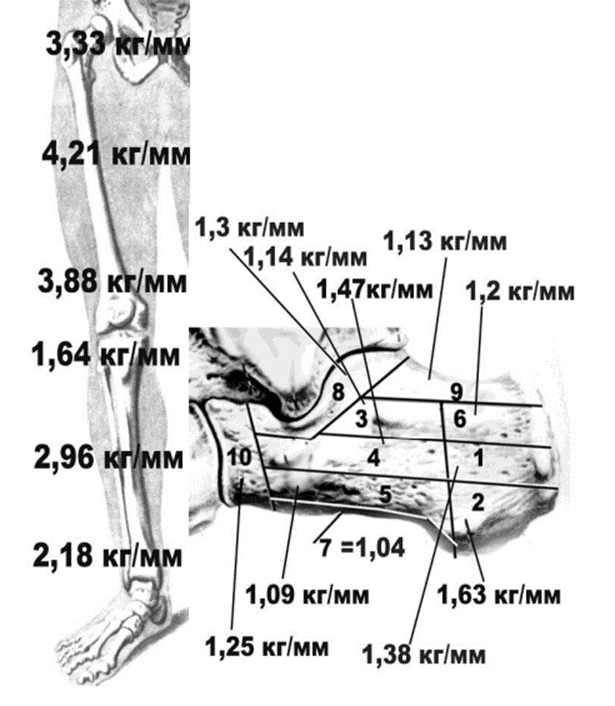 3,33 кг/мм
4,21 кг/мм
3,88 кг/мм
1,64 кг/мм
2,96 кг/мм
2,18 кг/мм
1,3 кг/мм
1,14 кг/мм
1,13 кг/мм
1,47кг/мм
1,2 кг/мм
8
9
3
6
10
4
1
5
2
7 =1,04
1,09 кг/мм
1,63 кг/мм
1,25 кг/мм
1,38 кг/мм